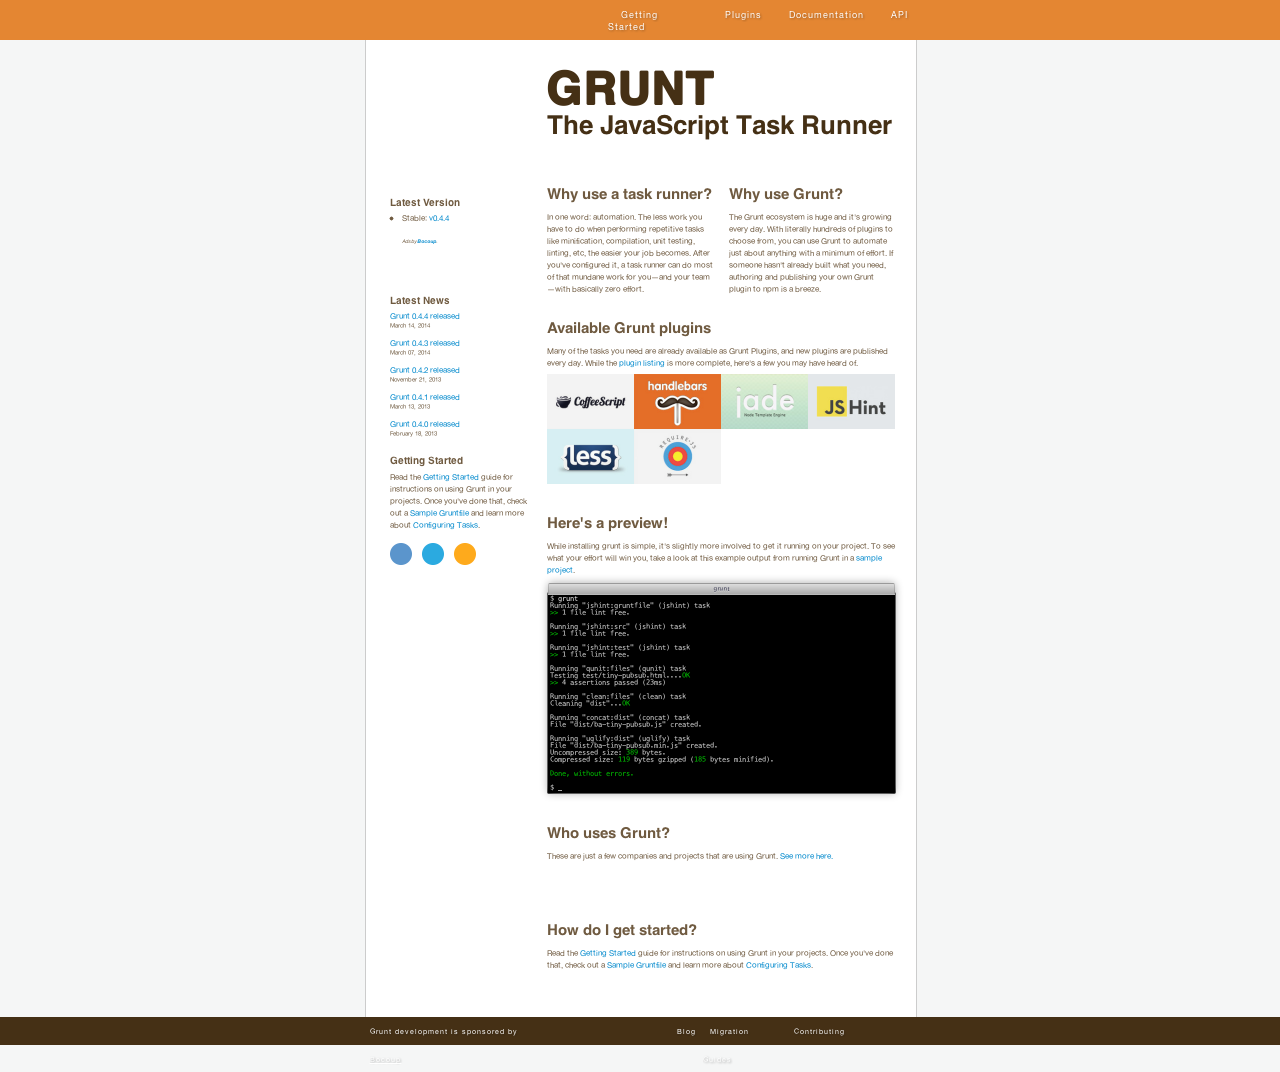 Getting Started
Plugins
Documentation
API
GRUNT
The JavaScript Task Runner
Latest Version
Stable: v0.4.4
Ads by Bocoup.
Latest News
Grunt 0.4.4 released
March 14, 2014
Grunt 0.4.3 released
March 07, 2014
Grunt 0.4.2 released
November 21, 2013
Grunt 0.4.1 released
March 13, 2013
Grunt 0.4.0 released
February 18, 2013
Getting Started
Read the Getting Started guide for
instructions on using Grunt in your
projects. Once you've done that, check
out a Sample Gruntfile and learn more
about Configuring Tasks.
Why use a task runner?
In one word: automation. The less work you
have to do when performing repetitive tasks
like minification, compilation, unit testing,
linting, etc, the easier your job becomes. After
you've configured it, a task runner can do most
of that mundane work for you—and your team
—with basically zero effort.
Why use Grunt?
The Grunt ecosystem is huge and it's growing
every day. With literally hundreds of plugins to
choose from, you can use Grunt to automate
just about anything with a minimum of effort. If
someone hasn't already built what you need,
authoring and publishing your own Grunt
plugin to npm is a breeze.
Available Grunt plugins
Many of the tasks you need are already available as Grunt Plugins, and new plugins are published
every day. While the plugin listing is more complete, here's a few you may have heard of.
CoffeeScript
handlebars
jade
Node Template Engine
JSHint
{less}
REQUIRE·JS
Here's a preview!
While installing grunt is simple, it's slightly more involved to get it running on your project. To see
what your effort will win you, take a look at this example output from running Grunt in a sample
project.
grunt
$ grunt
Running "jshint:gruntfile" (jshint) task
>> 1 file lint free.
Running "jshint:src" (jshint) task
>> 1 file lint free.
Running "jshint:test" (jshint) task
>> 1 file lint free.
Running "qunit:files" (qunit) task
Testing test/tiny-pubsub.html....OK
>> 4 assertions passed (23ms)
Running "clean:files" (clean) task
Cleaning "dist"...OK
Running "concat:dist" (concat) task
File "dist/ba-tiny-pubsub.js" created.
Running "uglify:dist" (uglify) task
File "dist/ba-tiny-pubsub.min.js" created.
Uncompressed size: 389 bytes.
Compressed size: 119 bytes gzipped (185 bytes minified).
Done, without errors.
$ _
Who uses Grunt?
These are just a few companies and projects that are using Grunt. See more here.
How do I get started?
Read the Getting Started guide for instructions on using Grunt in your projects. Once you've done
that, check out a Sample Gruntfile and learn more about Configuring Tasks.
Grunt development is sponsored by
Bocoup
Blog
Migration
Guides
Contributing